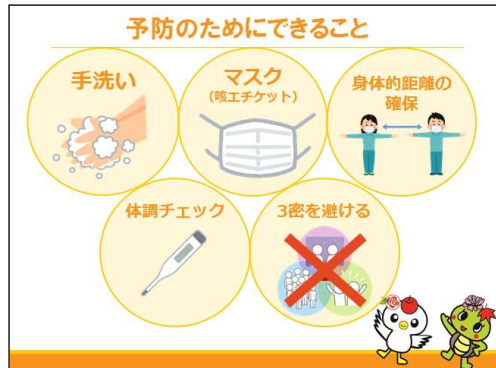 予防のためにできること
手洗い
マスク
(咳エチケット)
身体的距離の
確保
体調チェック
3密を避ける